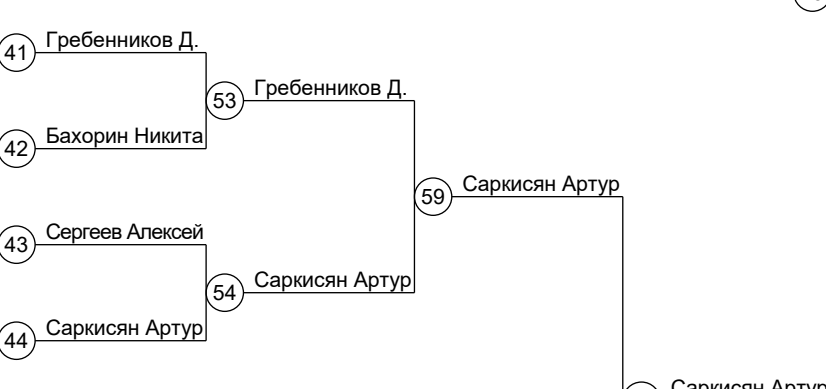 Гребенников Д.
41
Гребенников Д.
53
Бахорин Никита
42
Саркисян Артур
59
Сергеев Алексей
43
Саркисян Артур
54
Саркисян Артур
44
Саркисян Артур